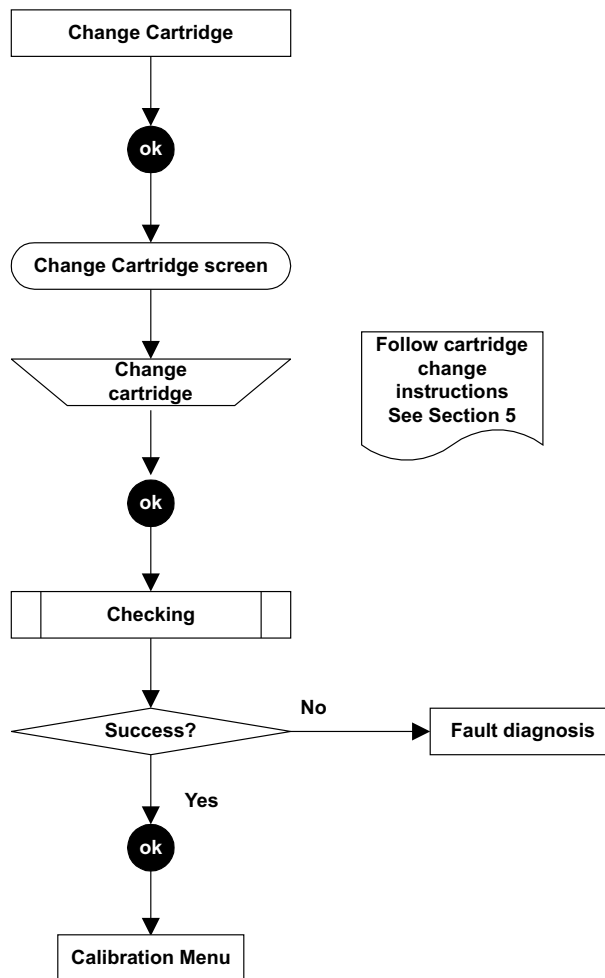 Change Cartridge
ok
Change Cartridge screen
Change
cartridge
Follow cartridge
change
instructions
See Section 5
ok
Checking
Success?
No
Fault diagnosis
Yes
ok
Calibration Menu